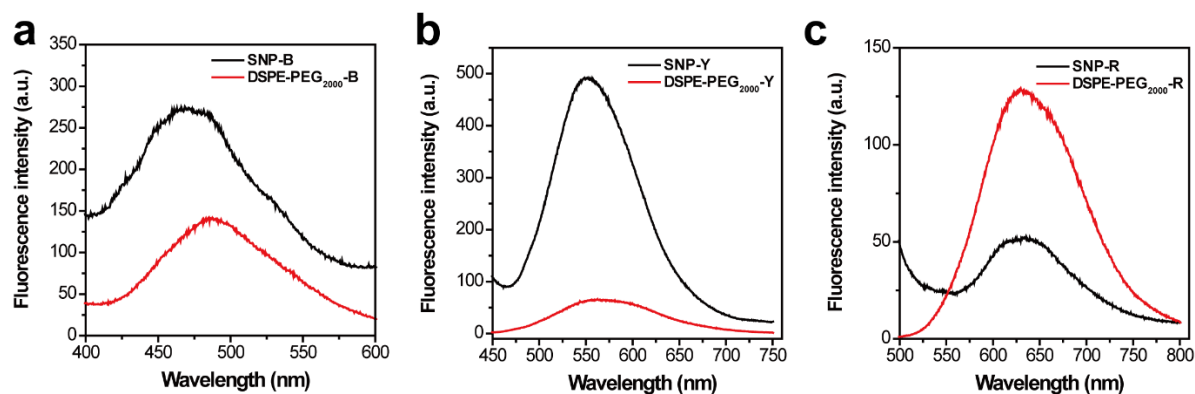 a
350
300
250
200
150
100
50
0
Fluorescence intensity (a.u.)
SNP-B
DSPE-PEG2000-B
400 450 500 550 600
Wavelength (nm)
b
500
400
300
200
100
0
Fluorescence intensity (a.u.)
SNP-Y
DSPE-PEG2000-Y
450 500 550 600 650 700 750
Wavelength (nm)
c
150
100
50
0
Fluorescence intensity (a.u.)
SNP-R
DSPE-PEG2000-R
500 550 600 650 700 750 800
Wavelength (nm)